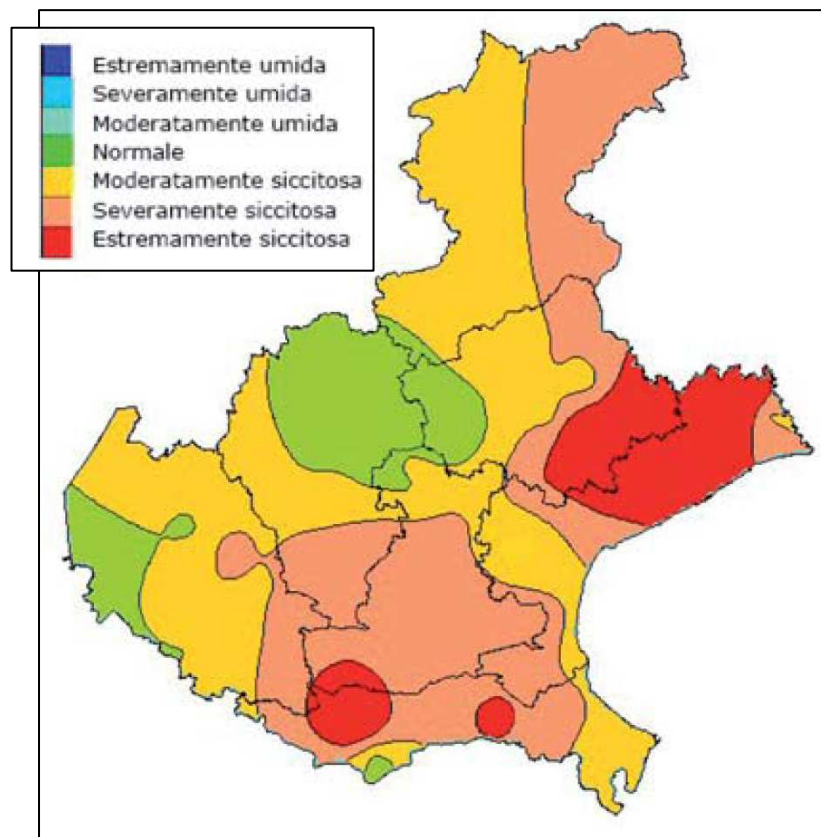 Estremamente umida
Severamente umida
Moderatamente umida
Normale
Moderatamente siccitosa
Severamente siccitosa
Estremamente siccitosa